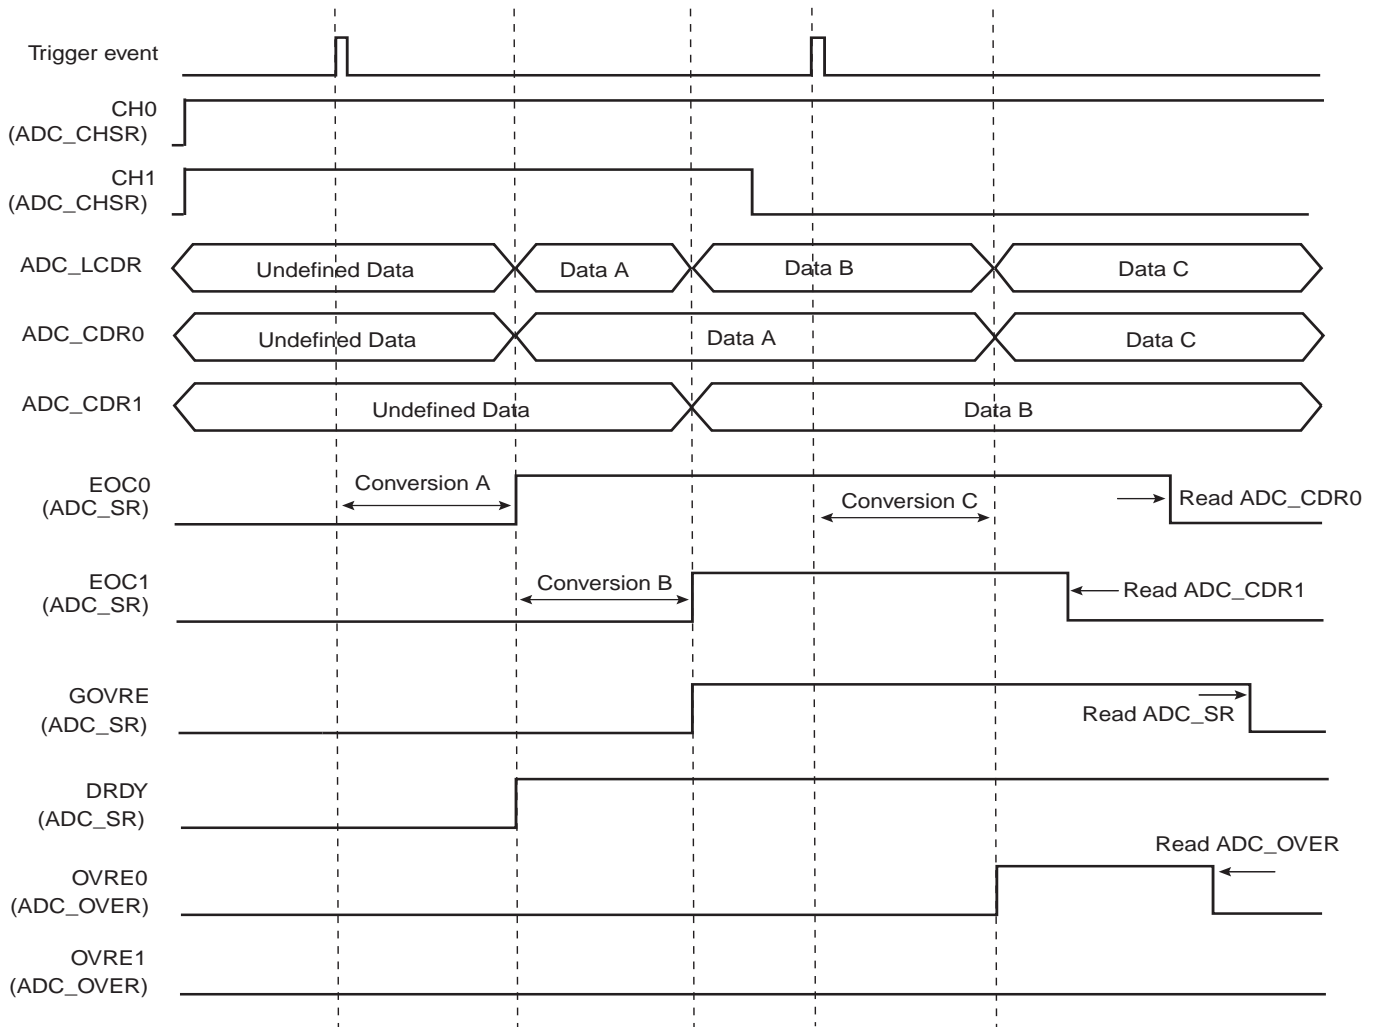 Trigger event
CH0
(ADC_CHSR)
CH1
(ADC_CHSR)
ADC_LCDR
Undefined Data
Data A
Data B
Data C
ADC_CDR0
Undefined Data
Data A
Data C
ADC_CDR1
Undefined Data
Data B
EOC0
(ADC_SR)
Conversion A
Conversion C
Read ADC_CDR0
EOC1
(ADC_SR)
Conversion B
Read ADC_CDR1
GOVRE
(ADC_SR)
Read ADC_SR
DRDY
(ADC_SR)
Read ADC_OVER
OVRE0
(ADC_OVER)
OVRE1
(ADC_OVER)